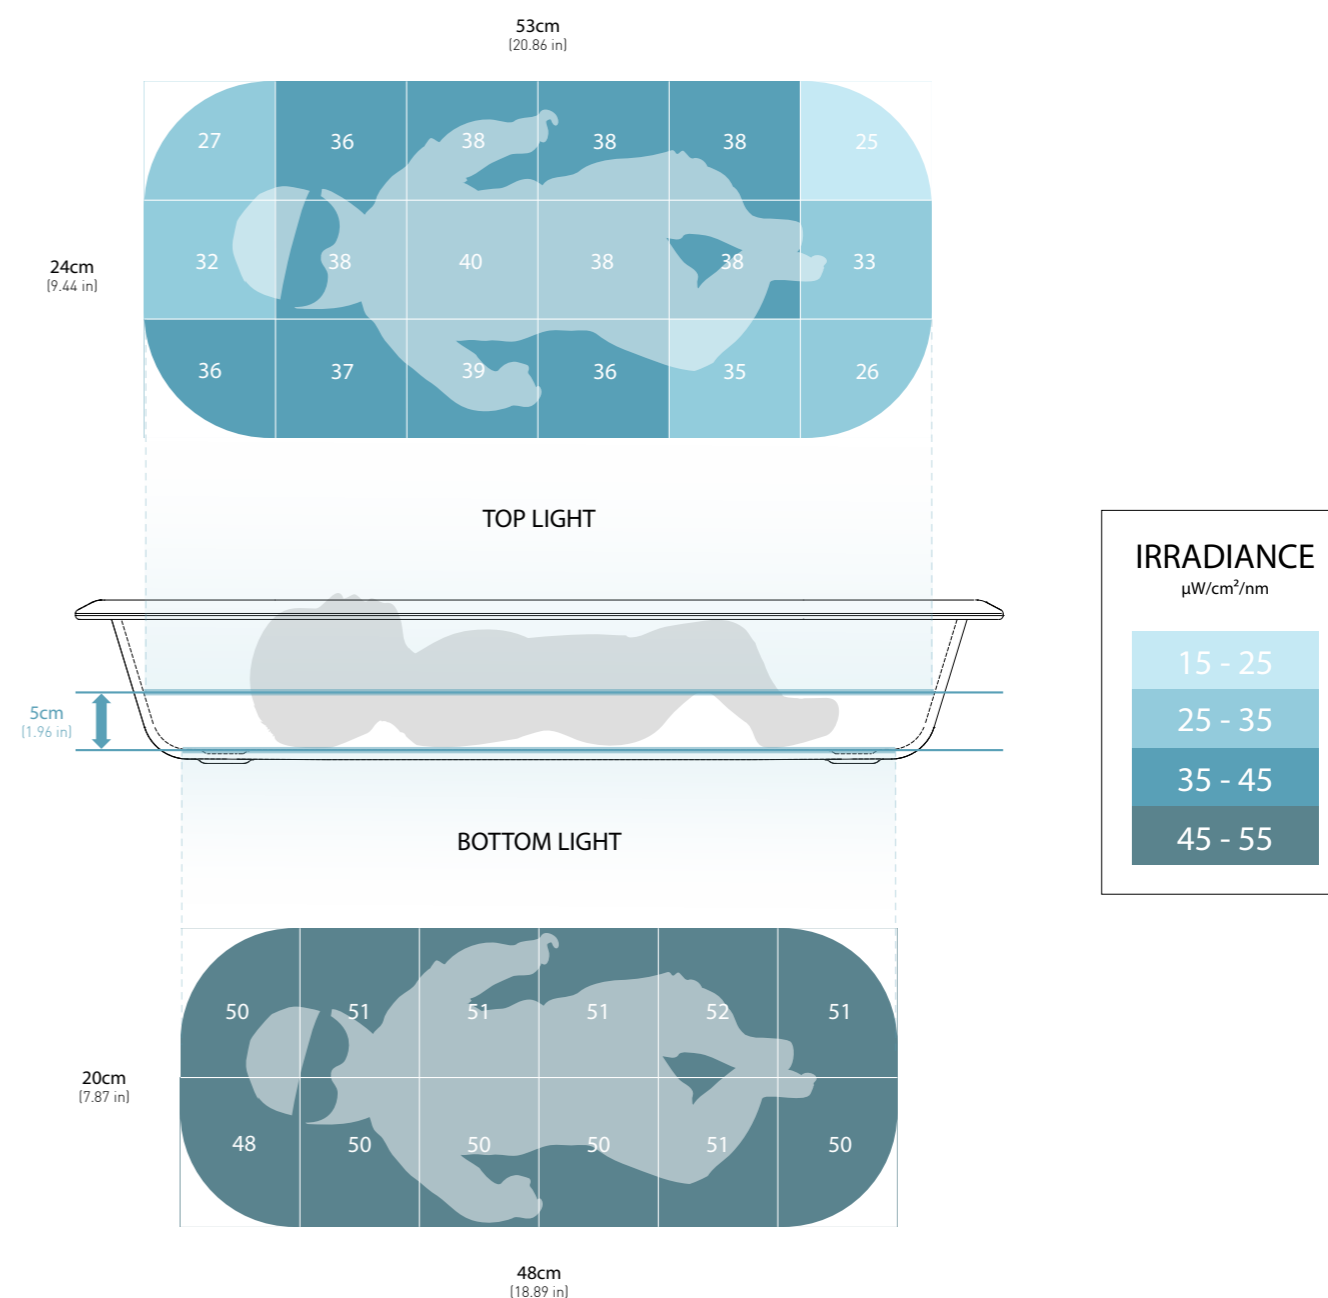 53cm
(20.86 in)
27 36 38 38 38 25
24cm
(9.44 in)
32 38 40 38 38 33
36 37 39 36 35 26
TOP LIGHT
IRRADIANCE
µW/cm²/nm
15 - 25
25 - 35
35 - 45
45 - 55
5cm
(1.96 in)
BOTTOM LIGHT
50 51 51 51 52 51
20cm
(7.87 in)
48 50 50 50 51 50
48cm
(18.89 in)